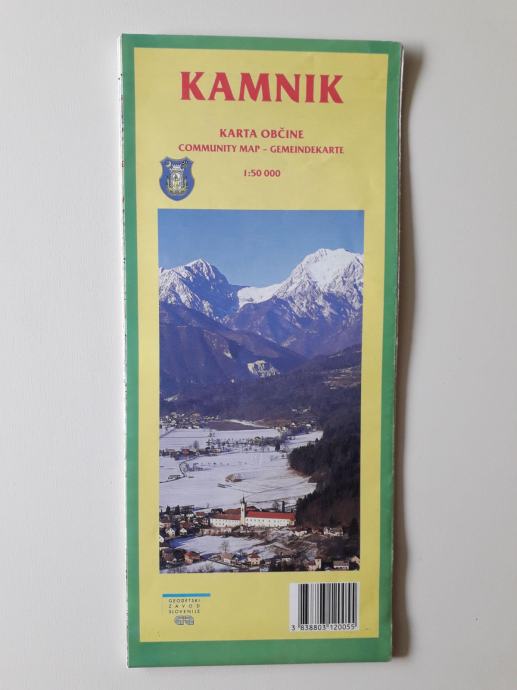 KAMNIK
KARTA OBČINE
COMMUNITY MAP – GEMEINDEKARTE
1:50 000
GEODETSKI
ZAVOD
SLOVENIJE
3 838803 120055